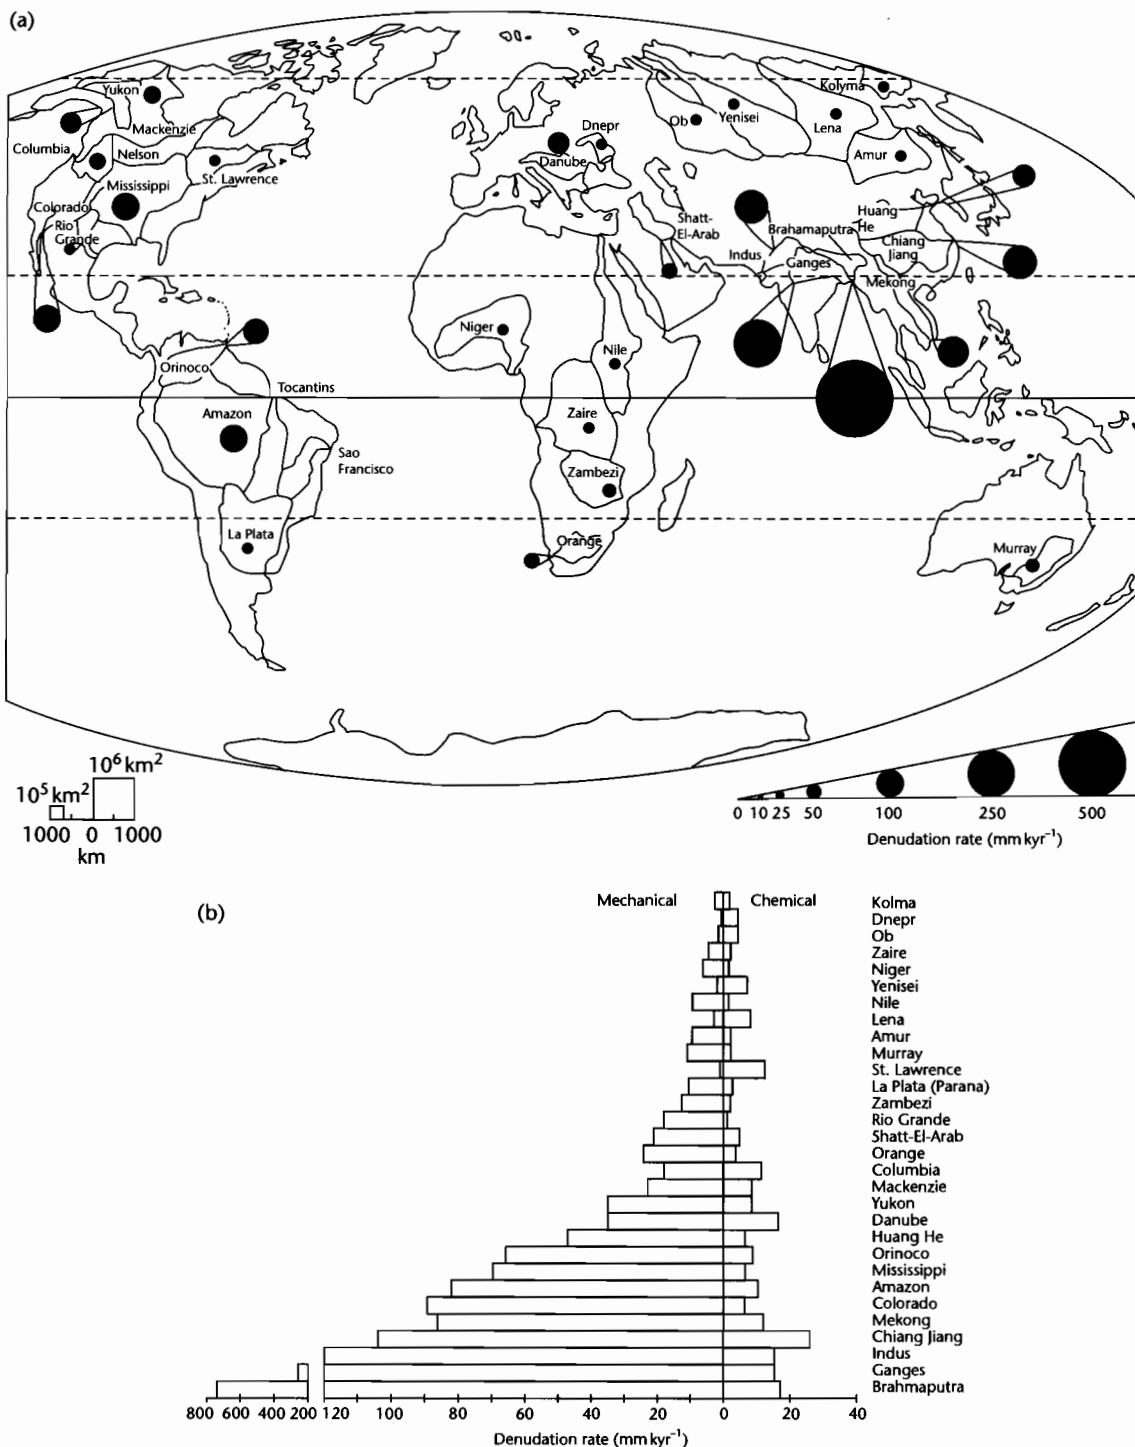 (a)
Yukon
Mackenzie
Columbia
Nelson
St. Lawrence
Mississippi
Colorado
Rio
Grande
Orinoco
Tocantins
Amazon
Sao
Francisco
La Plata
Dnepr
Danube
Niger
Nile
Zaire
Zambezi
Orange
Ob
Yenisei
Kolyma
Lena
Amur
Shatt-
El-Arab
Huang
He
Brahamaputra
Chiang
Jiang
Indus
Ganges
Mekong
Murray
10⁶ km²
10⁵ km²
1000 0 1000
km
0 10 25 50 100 250 500
Denudation rate (mm kyr⁻¹)
(b)
Mechanical Chemical
Kolma
Dnepr
Ob
Zaire
Niger
Yenisei
Nile
Lena
Amur
Murray
St. Lawrence
La Plata (Parana)
Zambezi
Rio Grande
Shatt-El-Arab
Orange
Columbia
Mackenzie
Yukon
Danube
Huang He
Orinoco
Mississippi
Amazon
Colorado
Mekong
Chiang Jiang
Indus
Ganges
Brahmaputra
800 600 400 200 120 100 80 60 40 20 0 20 40
Denudation rate (mm kyr⁻¹)